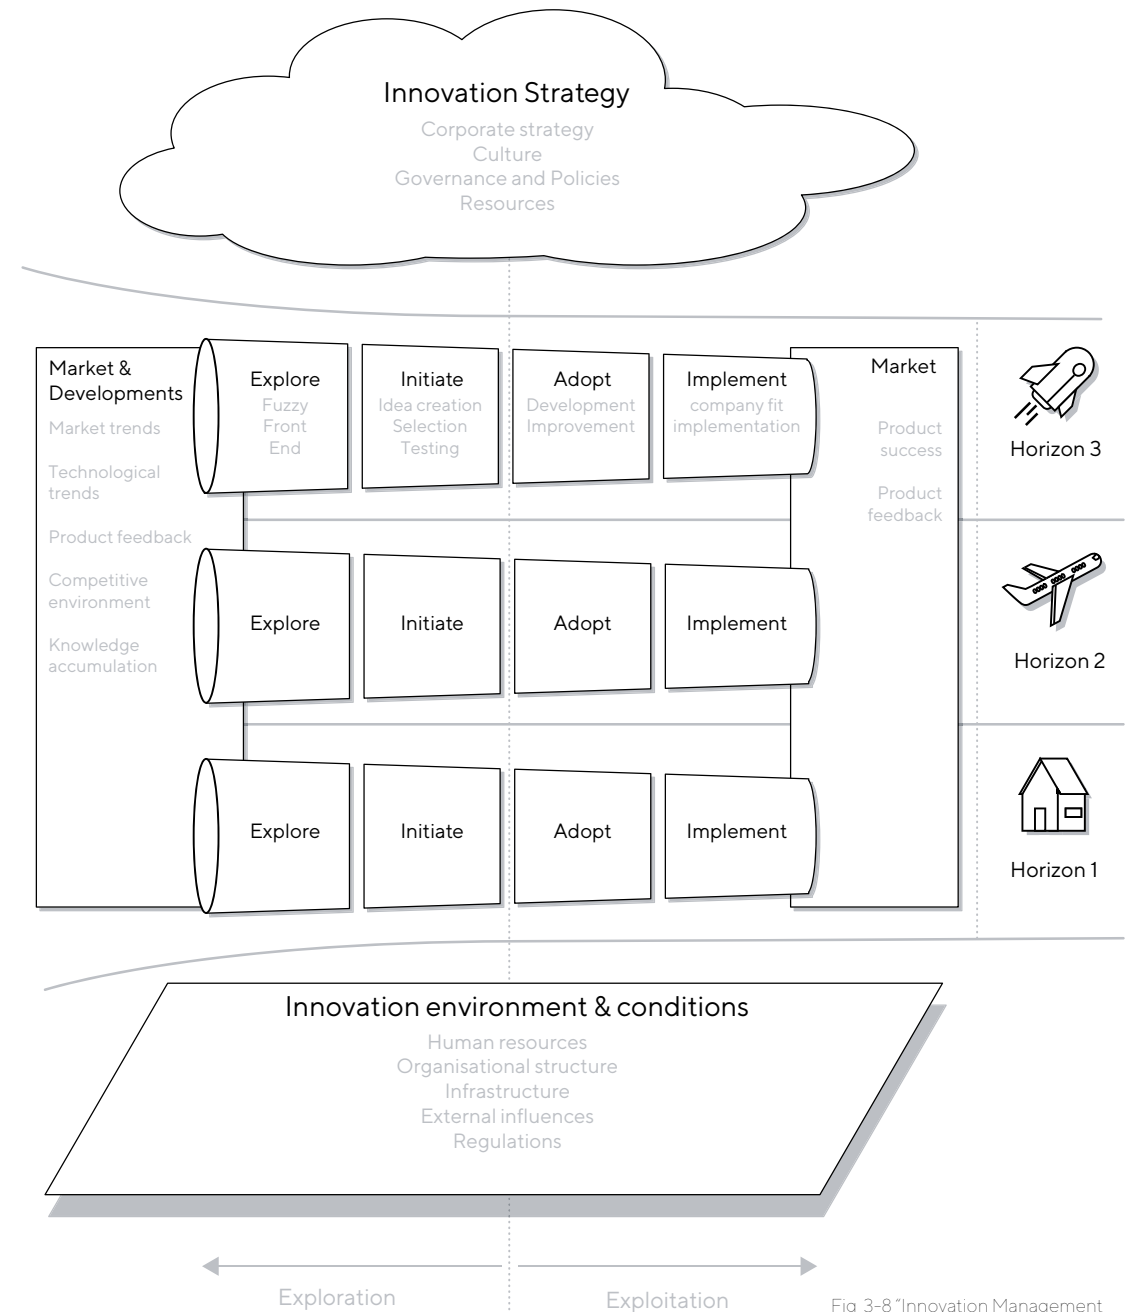 Innovation Strategy
Corporate strategy
Culture
Governance and Policies
Resources
Market &
Developments
Market trends
Technological
trends
Product feedback
Competitive
environment
Knowledge
accumulation
Explore
Fuzzy
Front
End
Initiate
Idea creation
Selection
Testing
Adopt
Development
Improvement
Implement
company fit
implementation
Market
Product
success
Product
feedback
Horizon 3
Explore
Initiate
Adopt
Implement
Horizon 2
Explore
Initiate
Adopt
Implement
Horizon 1
Innovation environment & conditions
Human resources
Organisational structure
Infrastructure
External influences
Regulations
Exploration
Exploitation
Fig 3-8 "Innovation Management